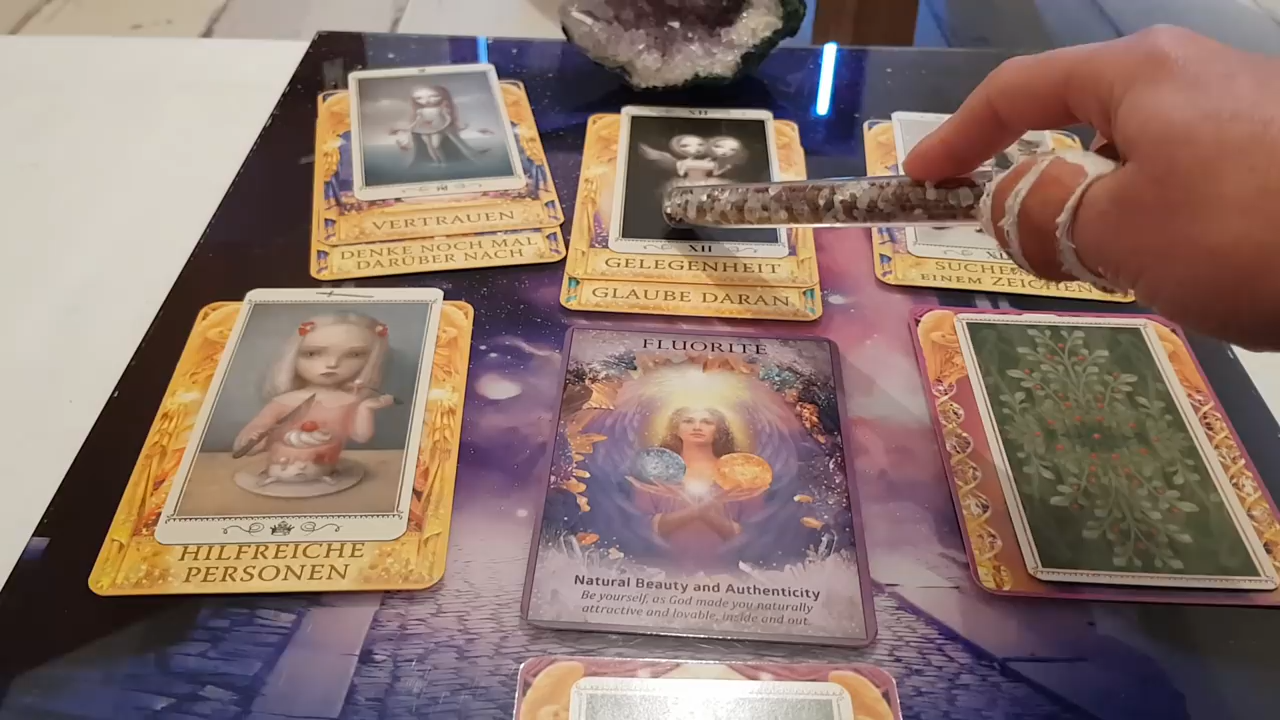 VERTRAUEN
DENKE NOCH MAL
DARÜBER NACH
XII
XII
GELEGENHEIT
GLAUBE DARAN
EINEM ZEICHEN
HILFREICHE
PERSONEN
FLUORITE
Natural Beauty and Authenticity
Be yourself, as God made you naturally
attractive and lovable, inside and out.